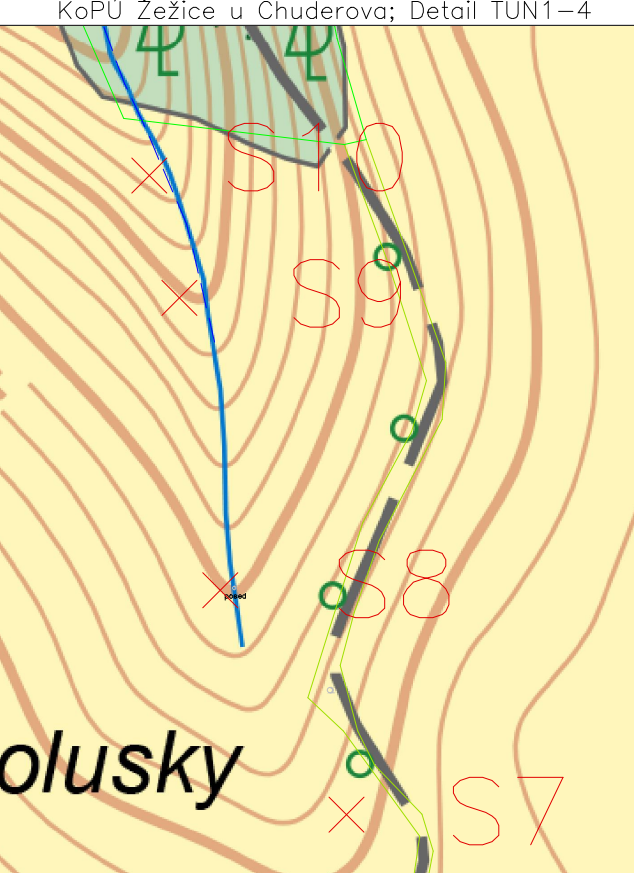 KoPÚ Žežice u Chuderova; Detail TUN1-4
S10
S9
S8
olusky
S7